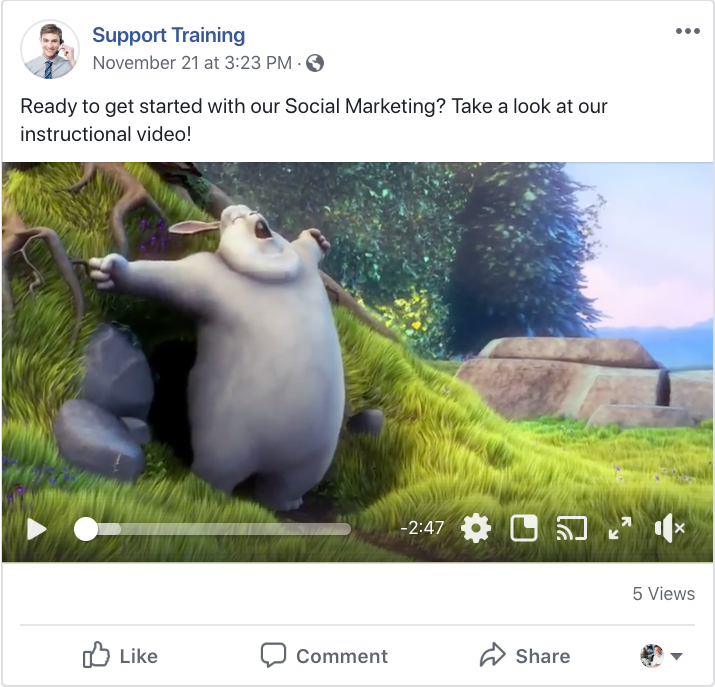 Support Training
November 21 at 3:23 PM ·
Ready to get started with our Social Marketing? Take a look at our
instructional video!
-2:47
5 Views
Like Comment Share